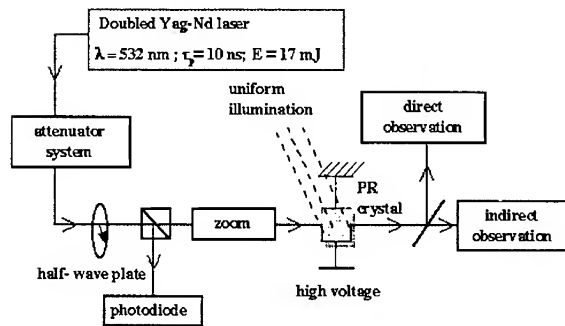 Doubled Yag-Nd laser
λ = 532 nm ; τp = 10 ns; E = 17 mJ
uniform
illumination
direct
observation
attenuator
system
PR
crystal
zoom
indirect
observation
half- wave plate
high voltage
photodiode